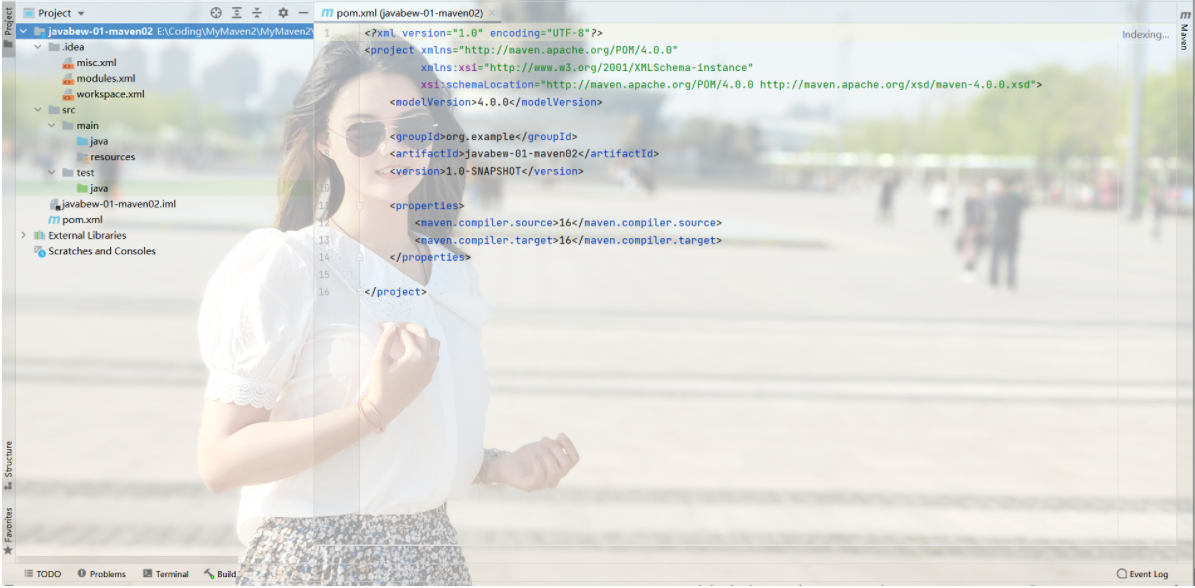 Project
pom.xml (javabew-01-maven02)
Project
javabew-01-maven02 E:\Coding\MyMaven2\MyMaven2\
.idea
misc.xml
modules.xml
workspace.xml
src
main
java
resources
test
java
javabew-01-maven02.iml
pom.xml
External Libraries
Scratches and Consoles
Structure
Favorites
1 <?xml version="1.0" encoding="UTF-8"?>
<project xmlns="http://maven.apache.org/POM/4.0.0"
xmlns:xsi="http://www.w3.org/2001/XMLSchema-instance"
xsi:schemaLocation="http://maven.apache.org/POM/4.0.0 http://maven.apache.org/xsd/maven-4.0.0.xsd">
<modelVersion>4.0.0</modelVersion>
<groupId>org.example</groupId>
<artifactId>javabew-01-maven02</artifactId>
<version>1.0-SNAPSHOT</version>
10
11 <properties>
12 <maven.compiler.source>16</maven.compiler.source>
13 <maven.compiler.target>16</maven.compiler.target>
14 </properties>
15
16 </project>
Indexing...
m Maven
TODO Problems Terminal Build
Event Log